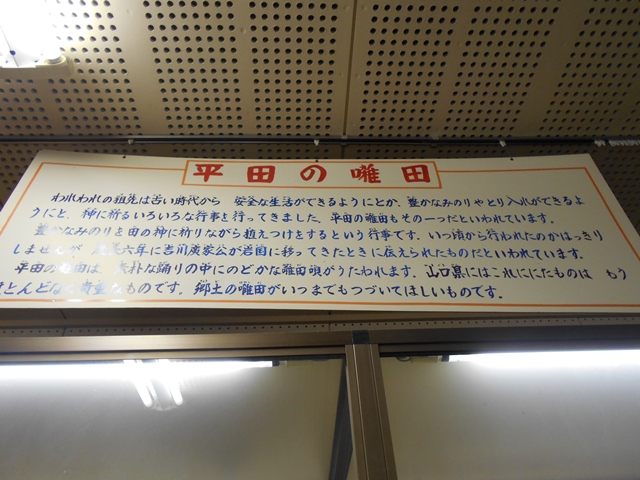 平田の囃田
われわれの祖先は古い時代から 安全な生活ができるようにとか、豊かなみのりやとり入れができるよ
うにと、神に祈るいろいろな行事を行ってきました。平田の囃田もその一つだといわれています。
豊かなみのりを田の神に祈りながら植えつけをするという行事です。いつ頃から行われたのかはっきり
しませんが 六年に吉川廣家公が岩国に移ってきたときに伝えられたものだといわれています。
平田の囃田は、素朴な踊りの中にのどかな囃田唄がうたわれます。山口県にはこれににたものは もう
ほとんどなく貴重なものです。郷土の囃田がいつまでもつづいてほしいものです。